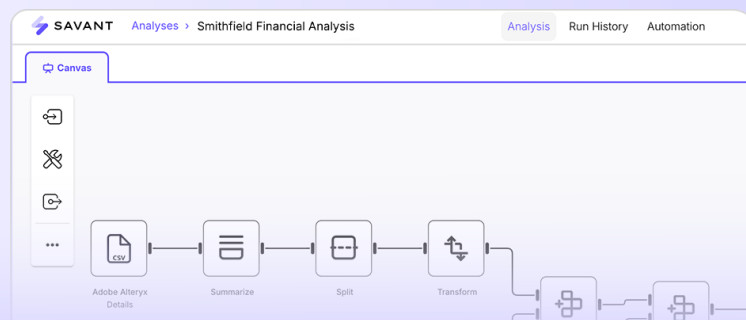 SAVANT Analyses > Smithfield Financial Analysis Analysis Run History Automation
Canvas
CSV
Adobe Alteryx Summarize Split Transform
Details